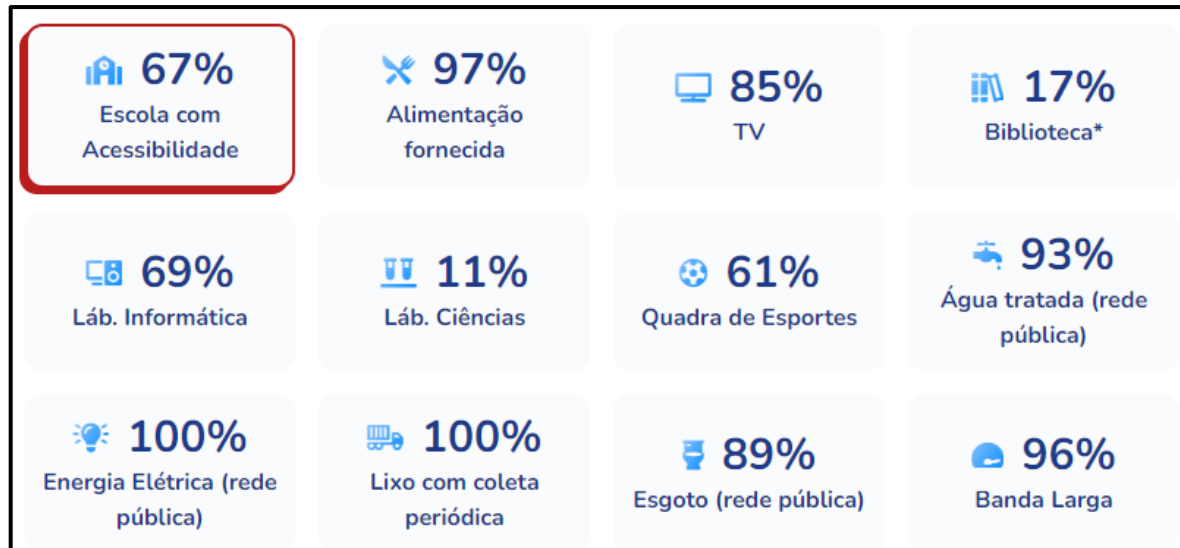 67%
Escola com
Acessibilidade
97%
Alimentação
fornecida
85%
TV
17%
Biblioteca*
69%
Láb. Informática
11%
Láb. Ciências
61%
Quadra de Esportes
93%
Água tratada (rede
pública)
100%
Energia Elétrica (rede
pública)
100%
Lixo com coleta
periódica
89%
Esgoto (rede pública)
96%
Banda Larga